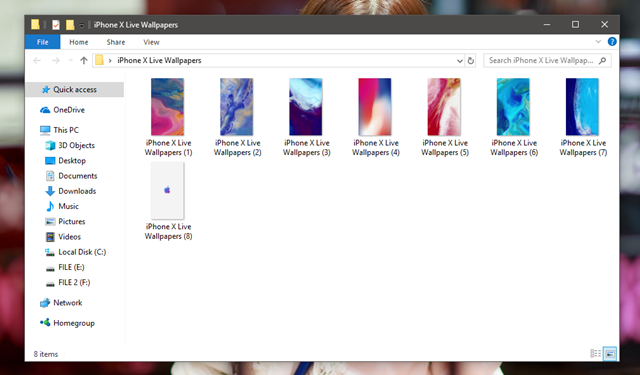 iPhone X Live Wallpapers
File
Home
Share
View
iPhone X Live Wallpapers
Search iPhone X Live Wallpap...
Quick access
OneDrive
This PC
3D Objects
Desktop
Documents
Downloads
Music
Pictures
Videos
Local Disk (C:)
FILE (E:)
FILE 2 (F:)
Network
Homegroup
iPhone X Live
Wallpapers (1)
iPhone X Live
Wallpapers (2)
iPhone X Live
Wallpapers (3)
iPhone X Live
Wallpapers (4)
iPhone X Live
Wallpapers (5)
iPhone X Live
Wallpapers (6)
iPhone X Live
Wallpapers (7)
iPhone X Live
Wallpapers (8)
8 items